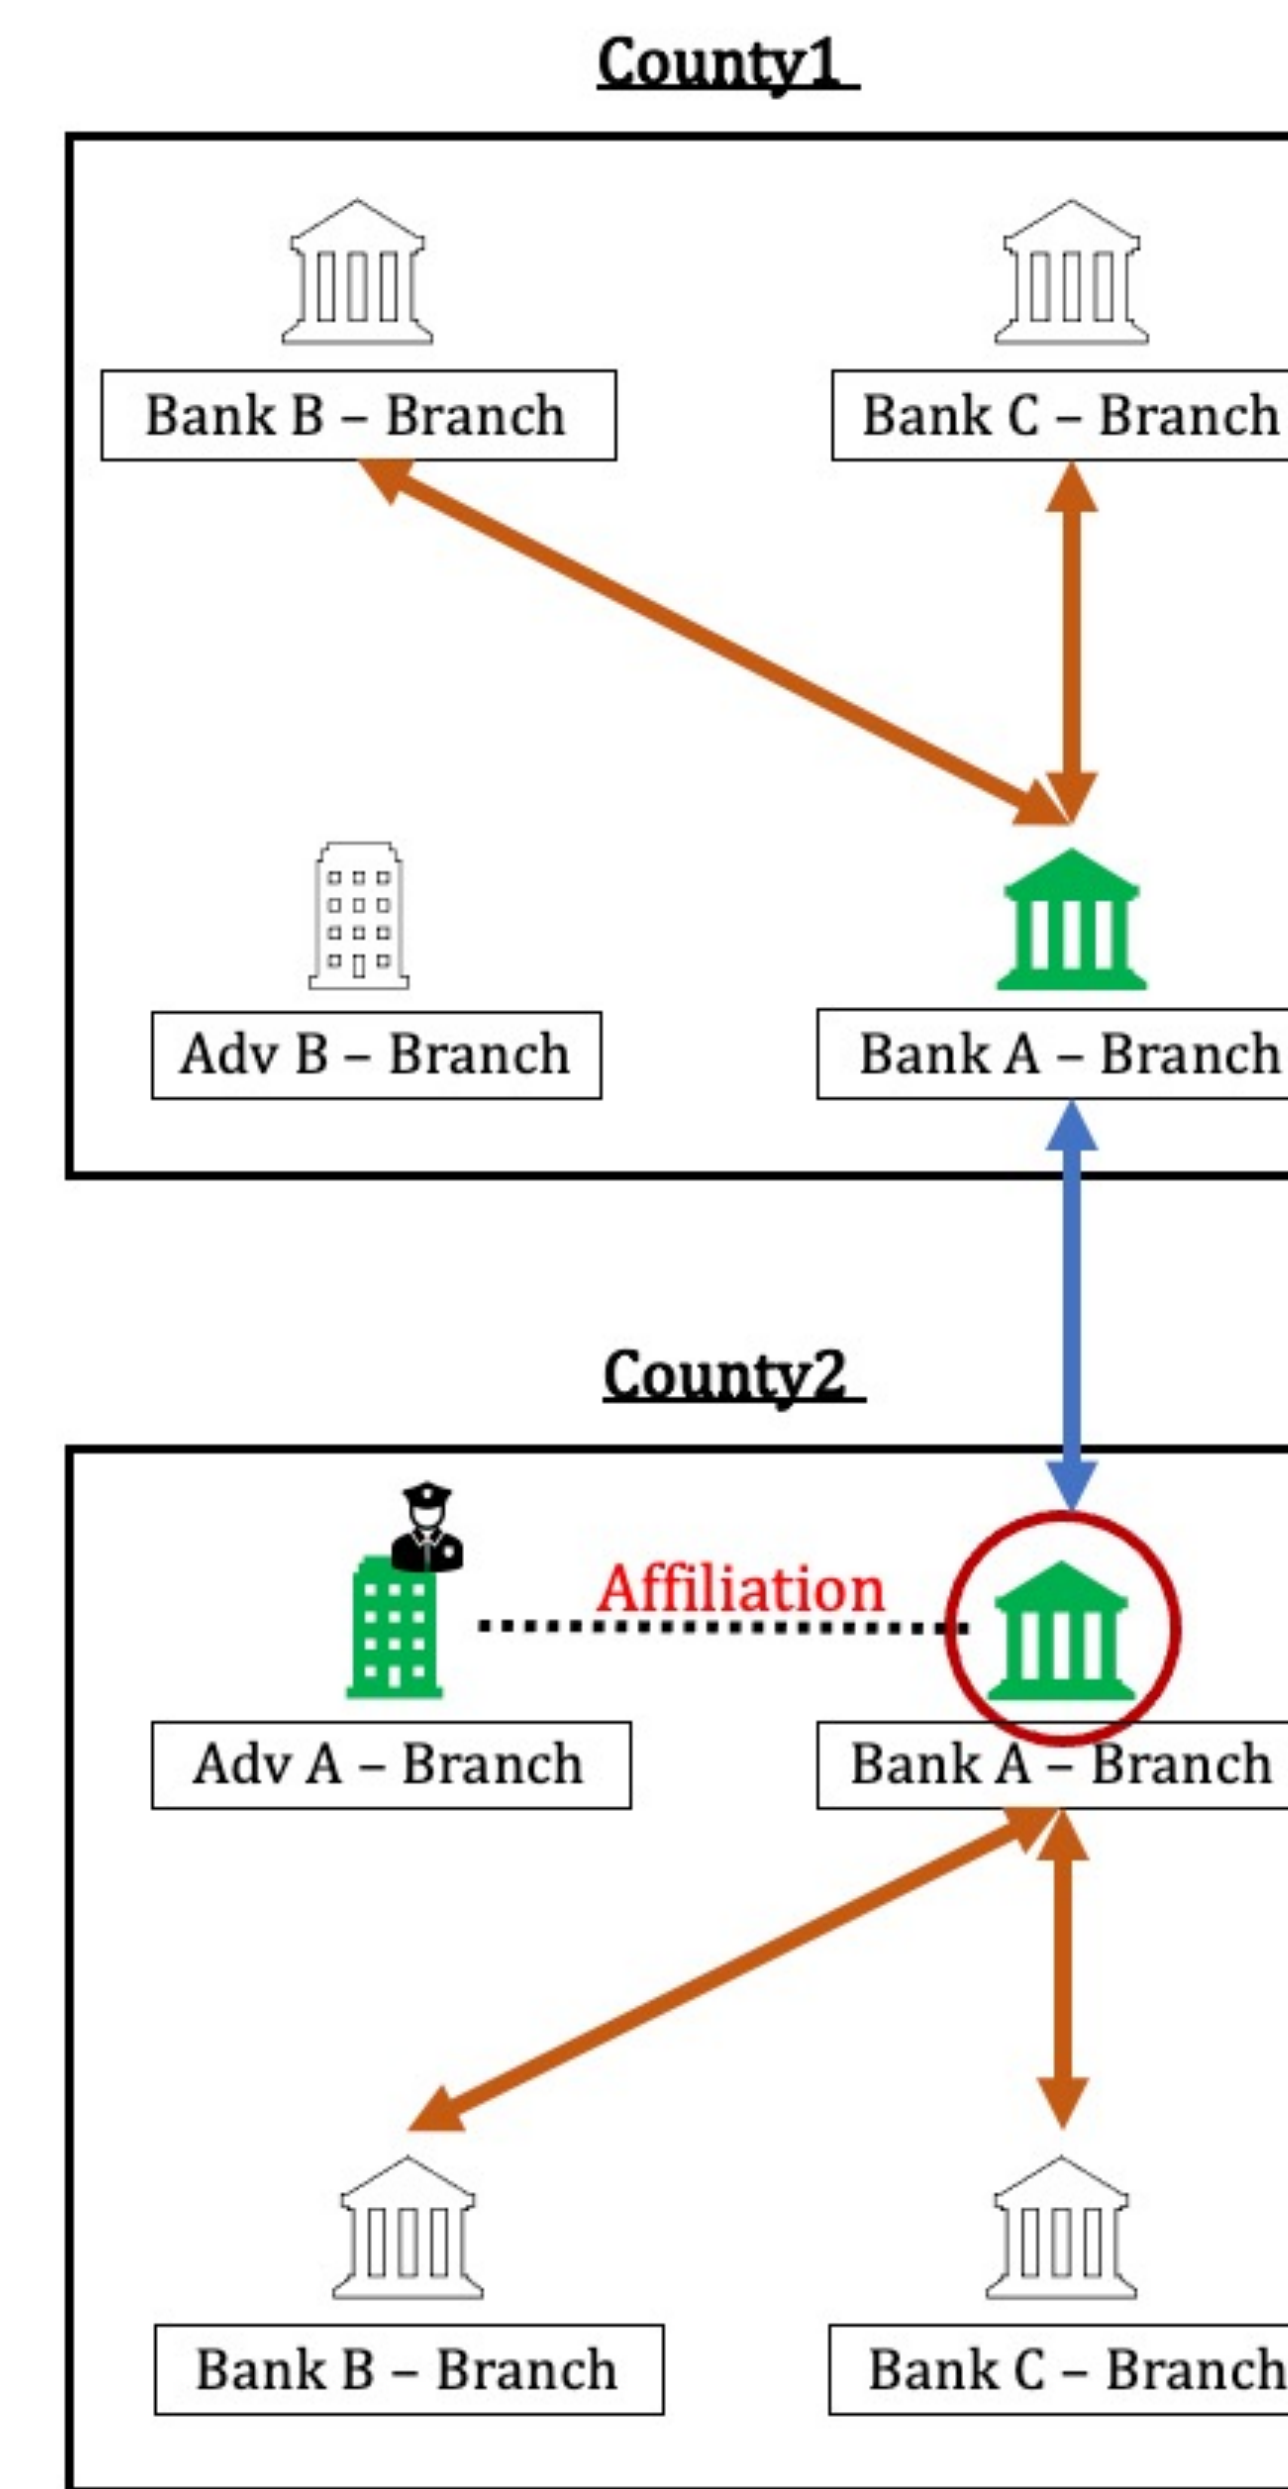 County1
Bank B – Branch
Bank C – Branch
Adv B – Branch
Bank A – Branch
County2
Affiliation
Adv A – Branch
Bank A – Branch
Bank B – Branch
Bank C – Branch